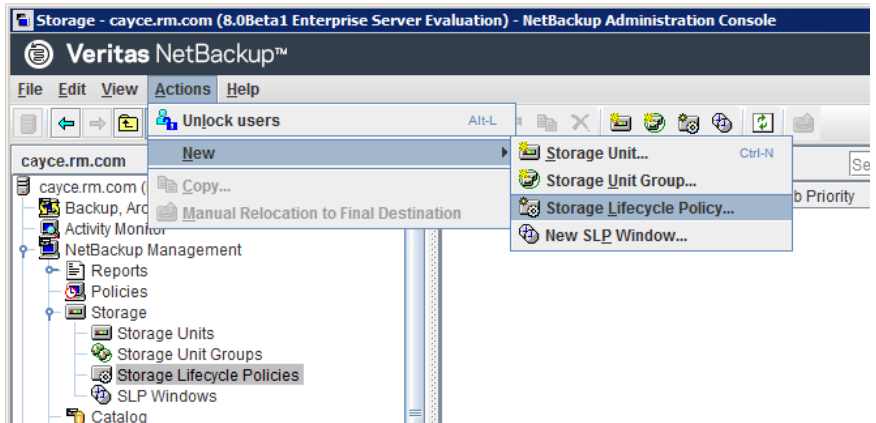 Storage - cayce.rm.com (8.0Beta1 Enterprise Server Evaluation) - NetBackup Administration Console
Veritas NetBackup™
File Edit View Actions Help
Unlock users Alt-L
New
Copy...
Manual Relocation to Final Destination
Storage Unit... Ctrl-N
Storage Unit Group...
Storage Lifecycle Policy...
New SLP Window...
Se
b Priority
cayce.rm.com
cayce.rm.com (
Backup, Arc
Activity Monitor
NetBackup Management
Reports
Policies
Storage
Storage Units
Storage Unit Groups
Storage Lifecycle Policies
SLP Windows
Catalog